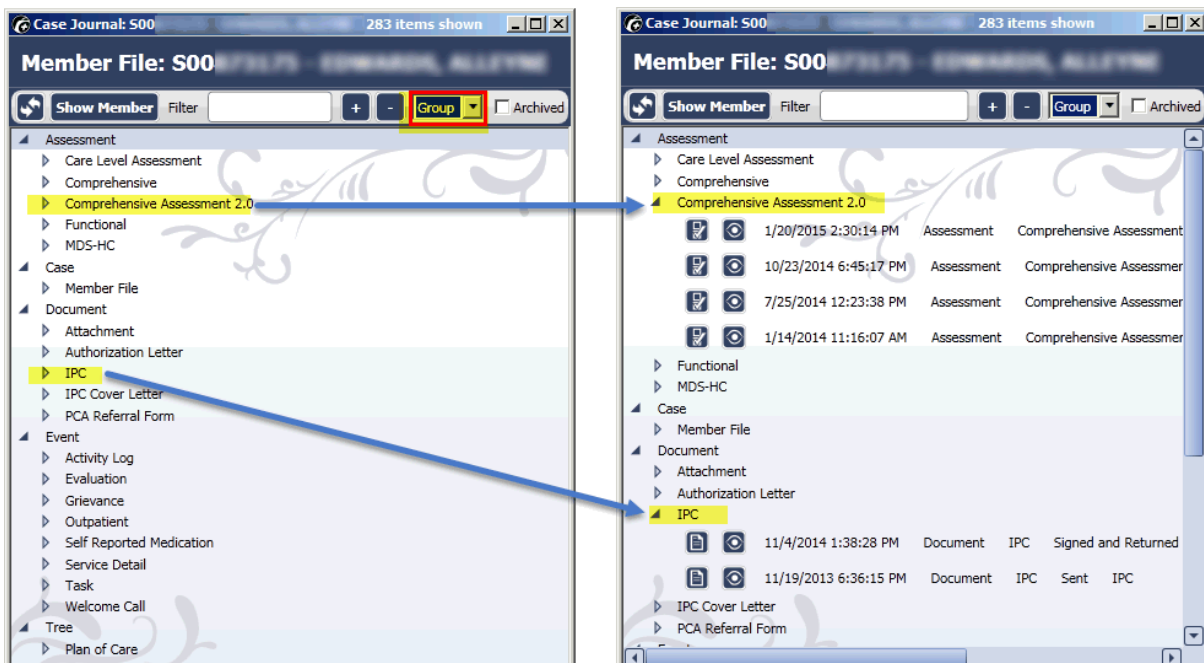 Case Journal: S00 283 items shown
Member File: S00
Show Member Filter + - Group Archived
Assessment
Care Level Assessment
Comprehensive
Comprehensive Assessment 2.0
Functional
MDS-HC
Case
Member File
Document
Attachment
Authorization Letter
IPC
IPC Cover Letter
PCA Referral Form
Event
Activity Log
Evaluation
Grievance
Outpatient
Self Reported Medication
Service Detail
Task
Welcome Call
Tree
Plan of Care
Case Journal: S00 283 items shown
Member File: S00
Show Member Filter + - Group Archived
Assessment
Care Level Assessment
Comprehensive
Comprehensive Assessment 2.0
1/20/2015 2:30:14 PM Assessment Comprehensive Assessment
10/23/2014 6:45:17 PM Assessment Comprehensive Assessmer
7/25/2014 12:23:38 PM Assessment Comprehensive Assessmer
1/14/2014 11:16:07 AM Assessment Comprehensive Assessmer
Functional
MDS-HC
Case
Member File
Document
Attachment
Authorization Letter
IPC
11/4/2014 1:38:28 PM Document IPC Signed and Returned
11/19/2013 6:36:15 PM Document IPC Sent IPC
IPC Cover Letter
PCA Referral Form